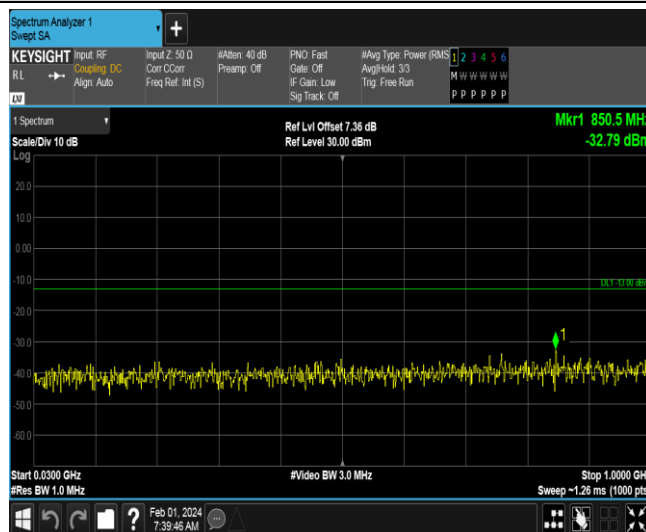 Spectrum Analyzer 1
Swept SA
+
KEYSIGHT Input: RF Input Z: 50 Ω #Atten: 40 dB PNO: Fast #Avg Type: Power (RMS 1 2 3 4 5 6
RL Coupling: DC Corr CCorr Preamp: Off Gate: Off Avg|Hold: 3/3 M W W W W W
Align: Auto Freq Ref: Int (S) IF Gain: Low Trig: Free Run
Sig Track: Off P P P P P P
LXI
1 Spectrum Ref Lvl Offset 7.36 dB Mkr1 850.5 MHz
Scale/Div 10 dB Ref Level 30.00 dBm -32.79 dBm
Log
20.0
10.0
0.00
-10.0
DL1 -13.00 dBm
1
-30.0
-40.0
-50.0
-60.0
Start 0.0300 GHz #Video BW 3.0 MHz Stop 1.0000 GH
#Res BW 1.0 MHz Sweep ~1.26 ms (1000 pts
? Feb 01, 2024
7:39:46 AM